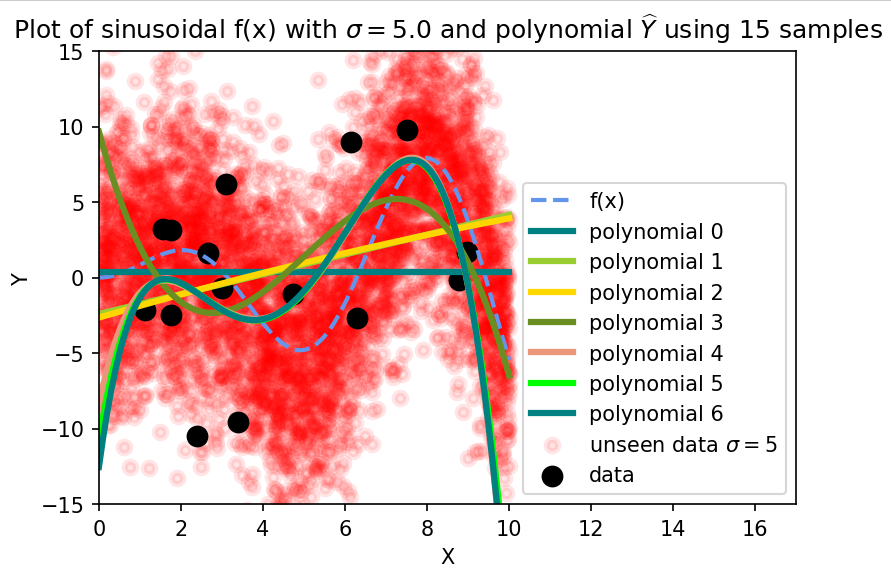 Plot of sinusoidal f(x) with σ = 5.0 and polynomial Ŷ using 15 samples
15
10
5
0
−5
−10
−15
Y
0
2
4
6
8
10
12
14
16
X
f(x)
polynomial 0
polynomial 1
polynomial 2
polynomial 3
polynomial 4
polynomial 5
polynomial 6
unseen data σ = 5
data